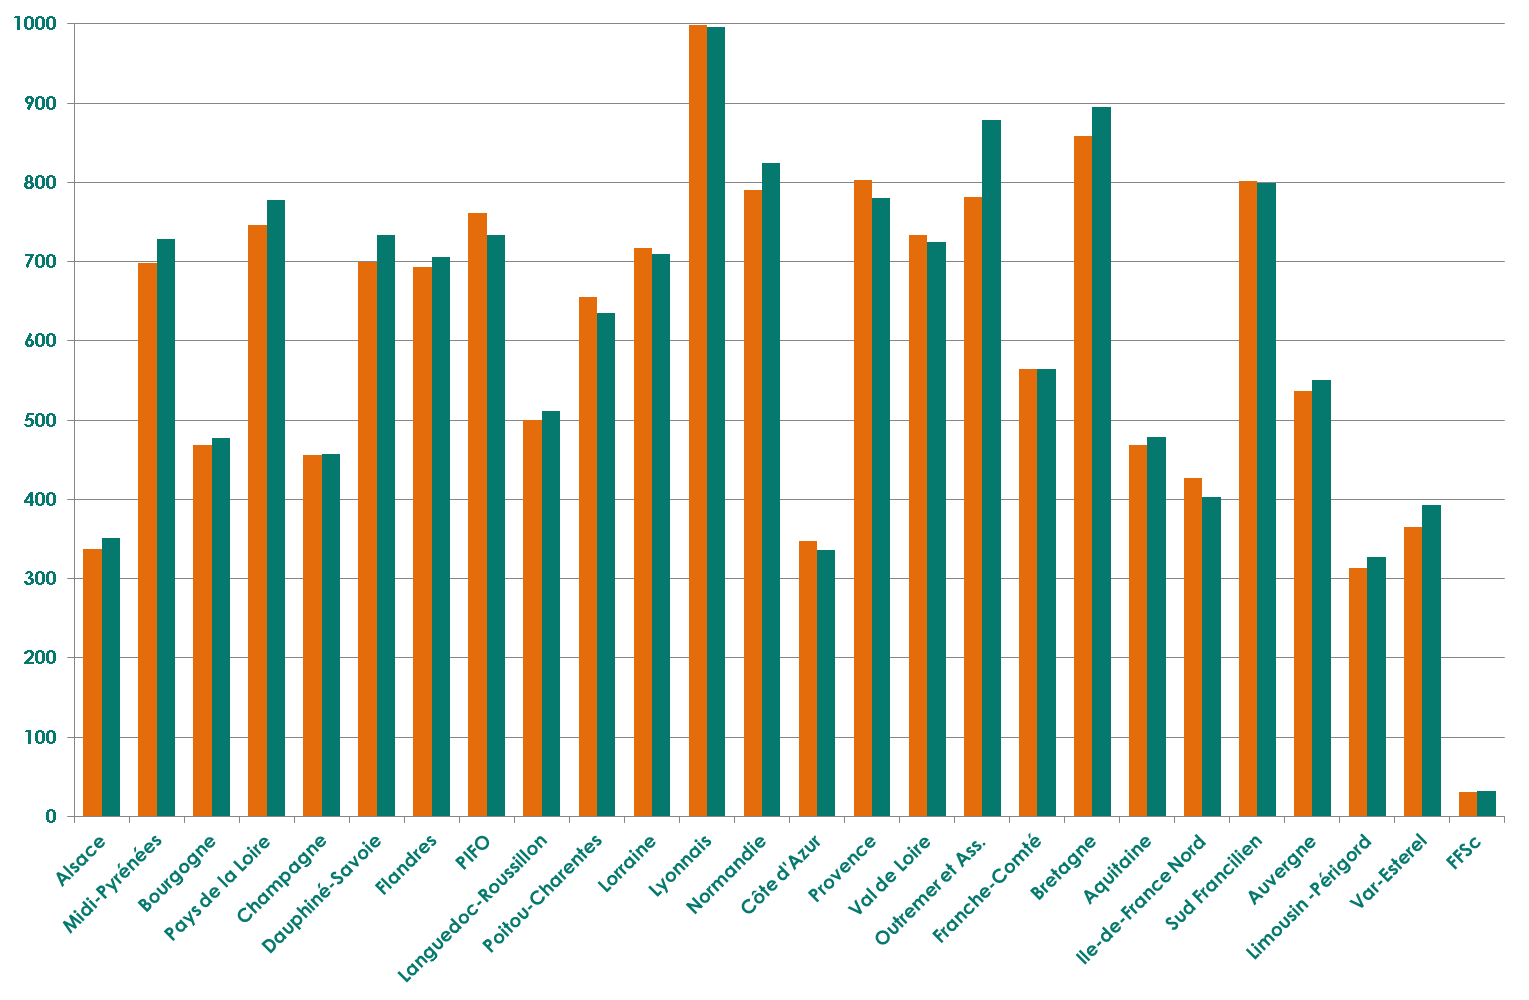 1000
900
800
700
600
500
400
300
200
100
0
Alsace
Midi-Pyrénées
Bourgogne
Pays de la Loire
Champagne
Dauphiné-Savoie
Flandres
PIFO
Languedoc-Roussillon
Poitou-Charentes
Lorraine
Lyonnais
Normandie
Côte d'Azur
Provence
Val de Loire
Outremer et Ass.
Franche-Comté
Bretagne
Aquitaine
Ile-de-France Nord
Sud Francilien
Auvergne
Limousin -Périgord
Var-Esterel
FFSc